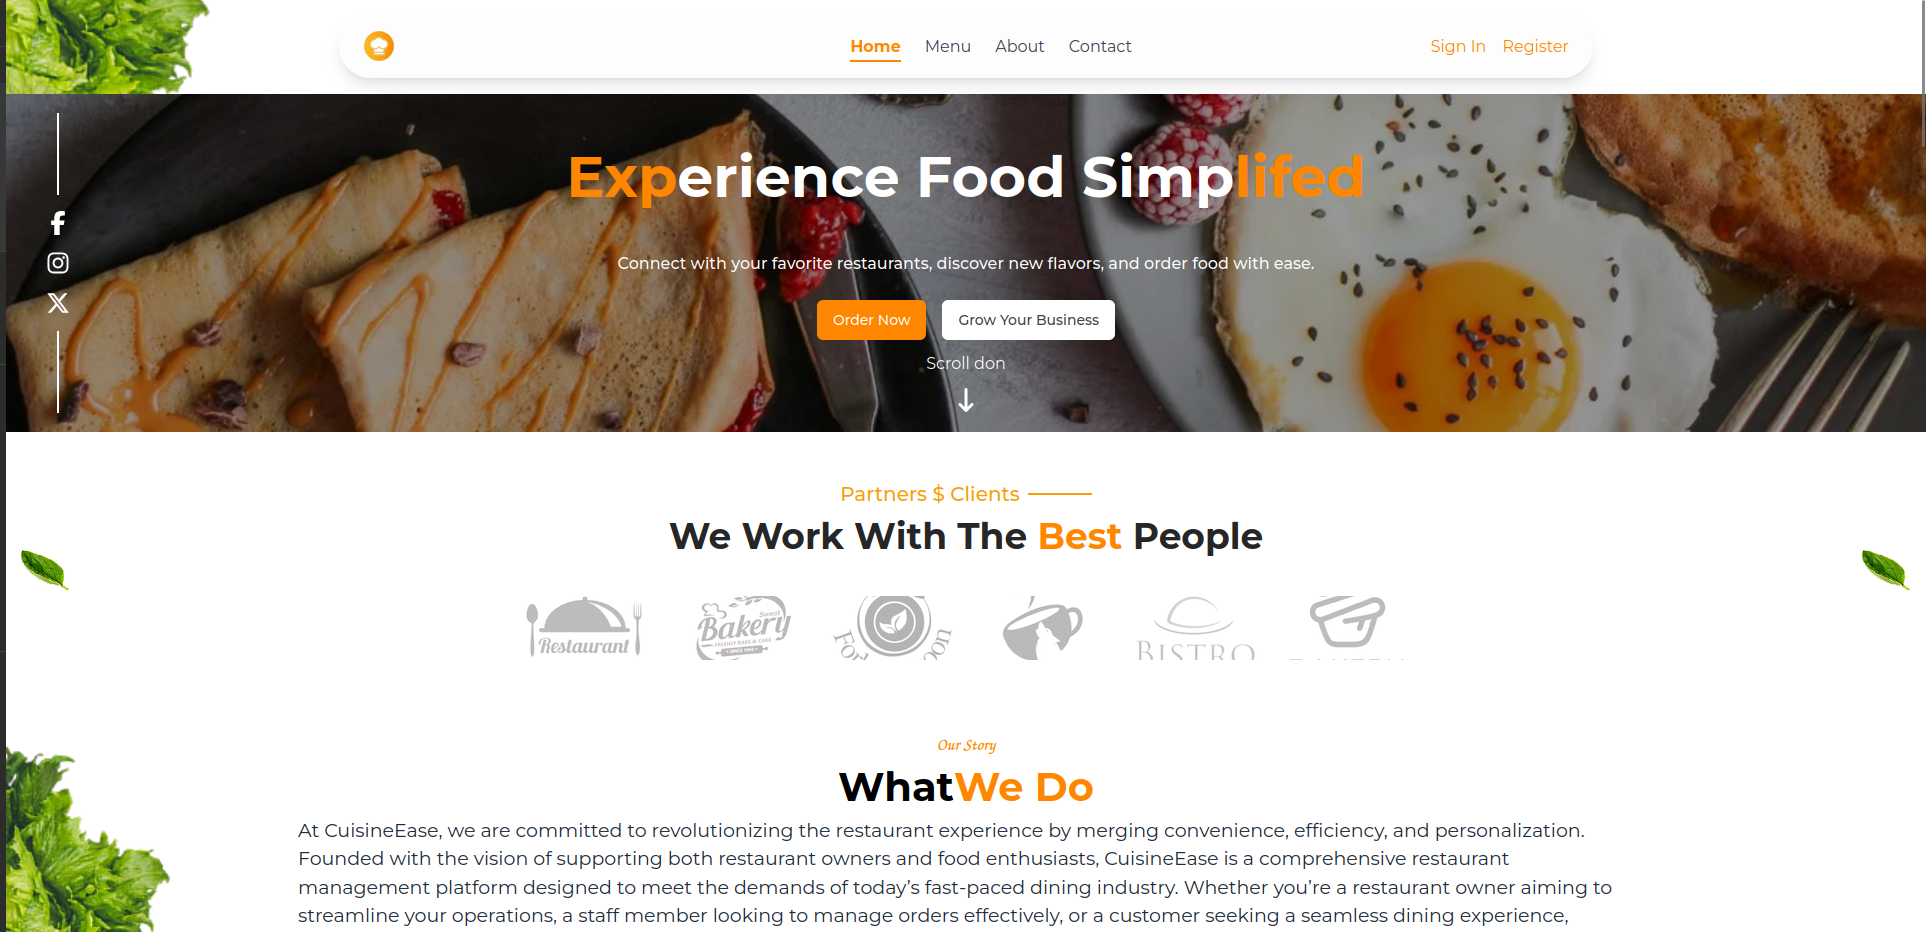 Home Menu About Contact Sign In Register
Experience Food Simplifed
Connect with your favorite restaurants, discover new flavors, and order food with ease.
Order Now Grow Your Business
Scroll don
Partners $ Clients
We Work With The Best People
Restaurant
Sweet
Bakery
FRESHLY BAKE & CAKE
BISTRO
Our Story
WhatWe Do
At CuisineEase, we are committed to revolutionizing the restaurant experience by merging convenience, efficiency, and personalization.
Founded with the vision of supporting both restaurant owners and food enthusiasts, CuisineEase is a comprehensive restaurant
management platform designed to meet the demands of today’s fast-paced dining industry. Whether you’re a restaurant owner aiming to
streamline your operations, a staff member looking to manage orders effectively, or a customer seeking a seamless dining experience,